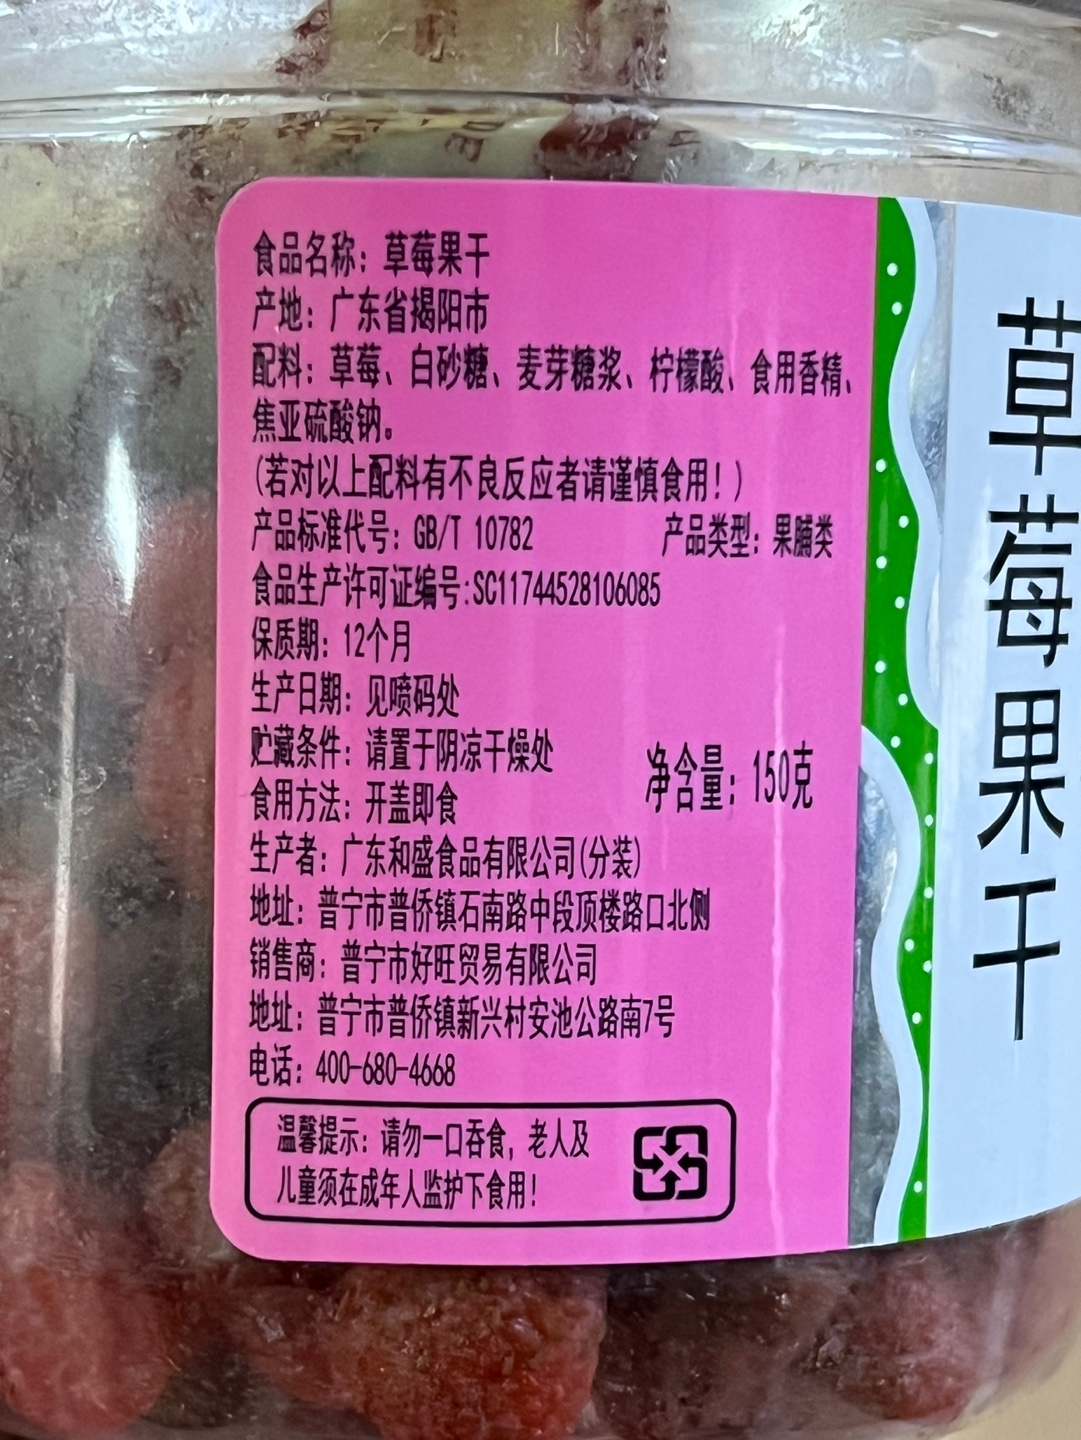 食品名称：草莓果干
产地：广东省揭阳市
配料：草莓、白砂糖、麦芽糖浆、柠檬酸、食用香精、
焦亚硫酸钠。
(若对以上配料有不良反应者请谨慎食用！)
产品标准代号：GB/T 10782 产品类型：果脯类
食品生产许可证编号:SC11744528106085
保质期：12个月
生产日期：见喷码处
贮藏条件：请置于阴凉干燥处
净含量：150克
食用方法：开盖即食
生产者：广东和盛食品有限公司(分装)
地址：普宁市普侨镇石南路中段顶楼路口北侧
销售商：普宁市好旺贸易有限公司
地址：普宁市普侨镇新兴村安池公路南7号
电话：400-680-4668
温馨提示：请勿一口吞食，老人及
儿童须在成年人监护下食用！
草莓果干